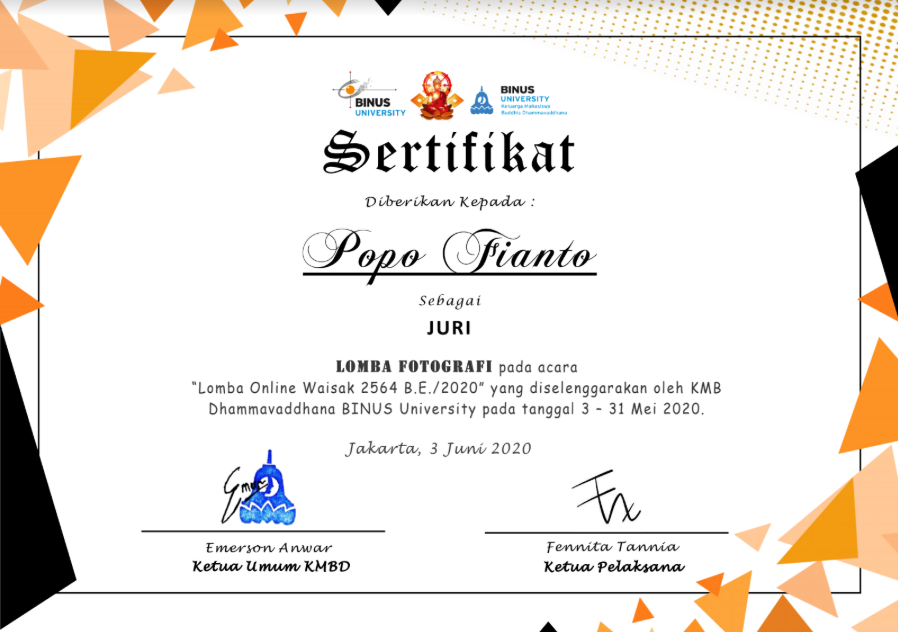 BINUS
UNIVERSITY
BINUS
UNIVERSITY
Keluarga Mahasiswa
Buddhis Dhammavaddhana
Sertifikat
Diberikan Kepada :
Popo Fianto
Sebagai
JURI
LOMBA FOTOGRAFI pada acara
“Lomba Online Waisak 2564 B.E./2020” yang diselenggarakan oleh KMB
Dhammavaddhana BINUS University pada tanggal 3 – 31 Mei 2020.
Jakarta, 3 Juni 2020
Emerson Anwar
Ketua Umum KMBD
Fennita Tannia
Ketua Pelaksana